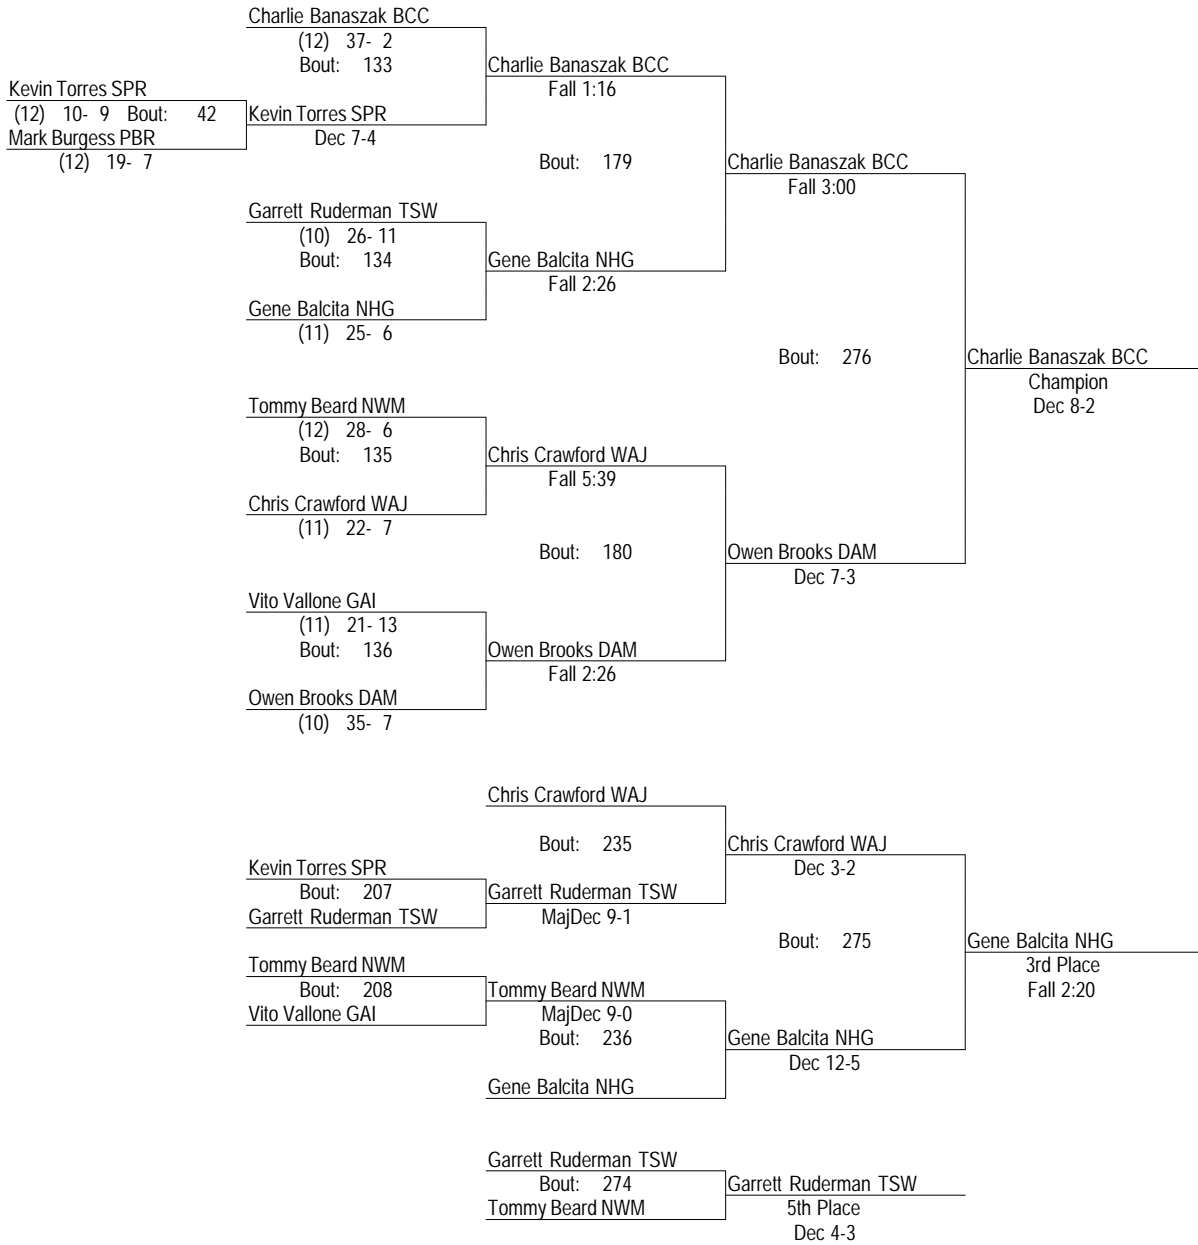 Charlie Banaszak BCC
(12) 37- 2
Bout: 133
Charlie Banaszak BCC
Fall 1:16
Kevin Torres SPR
(12) 10- 9 Bout: 42
Kevin Torres SPR
Dec 7-4
Mark Burgess PBR
(12) 19- 7
Bout: 179
Charlie Banaszak BCC
Fall 3:00
Garrett Ruderman TSW
(10) 26- 11
Bout: 134
Gene Balcita NHG
Fall 2:26
Gene Balcita NHG
(11) 25- 6
Bout: 276
Charlie Banaszak BCC
Champion
Dec 8-2
Tommy Beard NWM
(12) 28- 6
Bout: 135
Chris Crawford WAJ
Fall 5:39
Chris Crawford WAJ
(11) 22- 7
Bout: 180
Owen Brooks DAM
Dec 7-3
Vito Vallone GAI
(11) 21- 13
Bout: 136
Owen Brooks DAM
Fall 2:26
Owen Brooks DAM
(10) 35- 7
Chris Crawford WAJ
Bout: 235
Chris Crawford WAJ
Dec 3-2
Kevin Torres SPR
Bout: 207
Garrett Ruderman TSW
MajDec 9-1
Garrett Ruderman TSW
Bout: 275
Gene Balcita NHG
3rd Place
Fall 2:20
Tommy Beard NWM
Bout: 208
Tommy Beard NWM
MajDec 9-0
Vito Vallone GAI
Bout: 236
Gene Balcita NHG
Dec 12-5
Gene Balcita NHG
Garrett Ruderman TSW
Bout: 274
Garrett Ruderman TSW
5th Place
Dec 4-3
Tommy Beard NWM